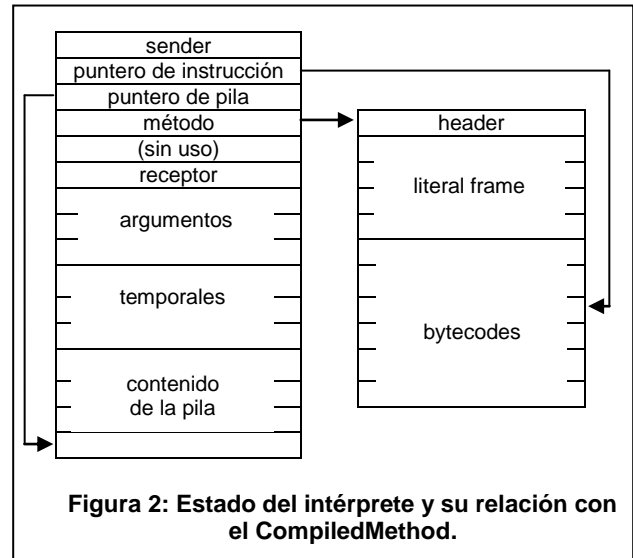 sender
puntero de instrucción
puntero de pila
método
(sin uso)
receptor
argumentos
temporales
contenido
de la pila
header
literal frame
bytecodes
Figura 2: Estado del intérprete y su relación con
el CompiledMethod.